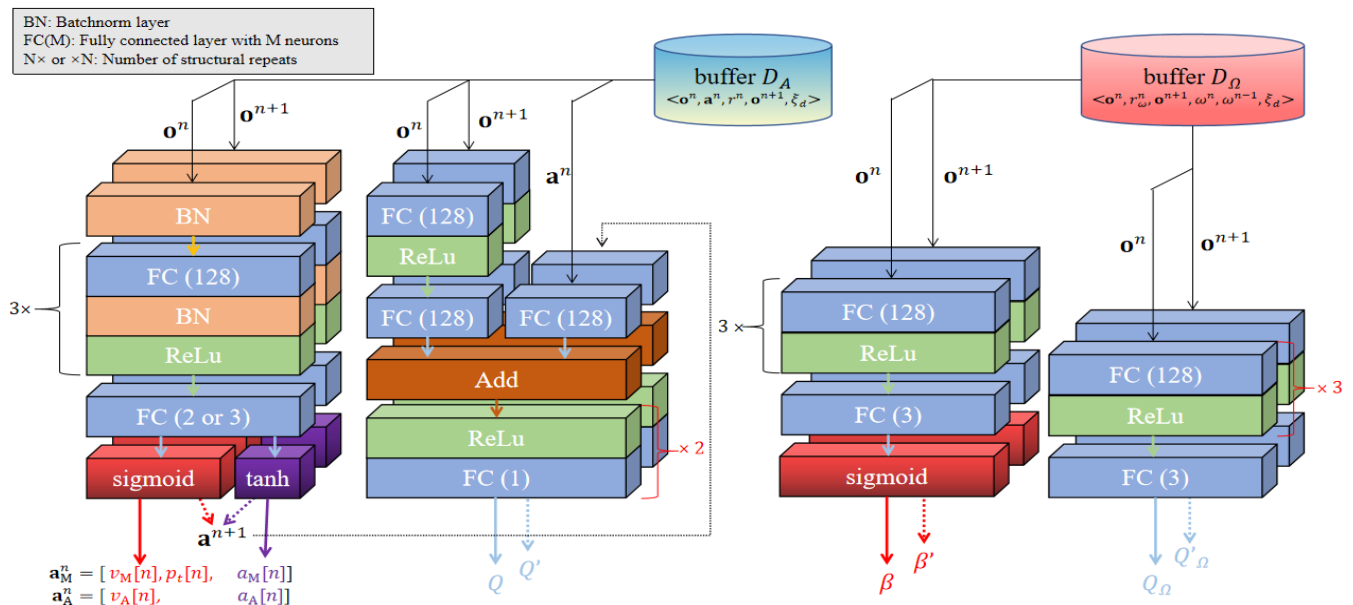 BN: Batchnorm layer
FC(M): Fully connected layer with M neurons
N× or ×N: Number of structural repeats
buffer D_A
<o^n, a^n, r^n, o^{n+1}, ξ_d>
buffer D_Ω
<o^n, r_ω^n, o^{n+1}, ω^n, ω^{n-1}, ξ_d>
o^n
o^{n+1}
BN
3×
FC (128)
BN
ReLu
FC (2 or 3)
sigmoid
tanh
a^{n+1}
a_M^n = [ v_M[n], p_t[n], a_M[n]]
a_A^n = [ v_A[n], a_A[n]]
o^n
o^{n+1}
a^n
FC (128)
ReLu
FC (128)
FC (128)
Add
ReLu
FC (1)
× 2
Q
Q'
o^n
o^{n+1}
3×
FC (128)
ReLu
FC (3)
sigmoid
β
β'
o^n
o^{n+1}
FC (128)
ReLu
× 3
FC (3)
Q_Ω
Q'_Ω